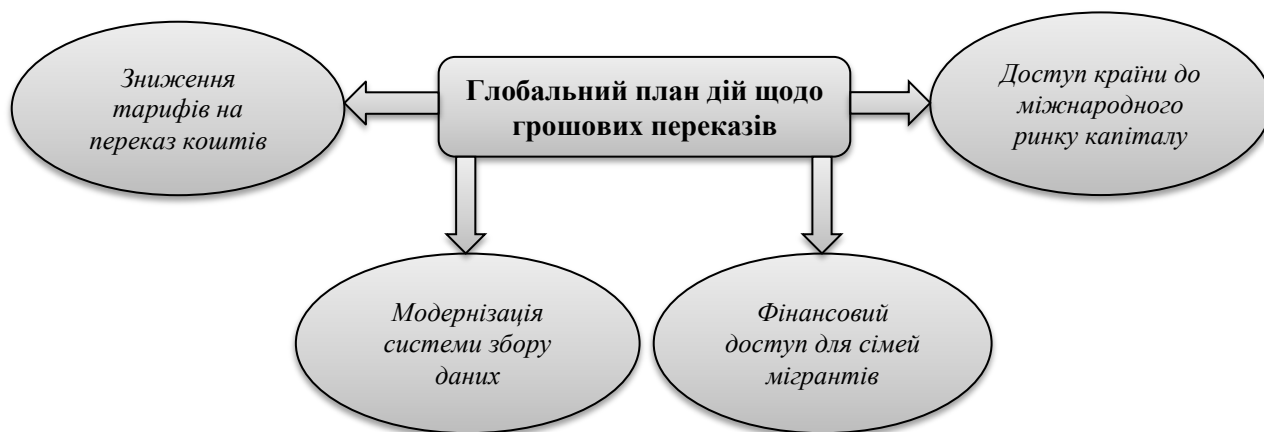 Глобальний план дій щодо
грошових переказів
Зниження
тарифів на
переказ коштів
Доступ країни до
міжнародного
ринку капіталу
Модернізація
системи збору
даних
Фінансовий
доступ для сімей
мігрантів